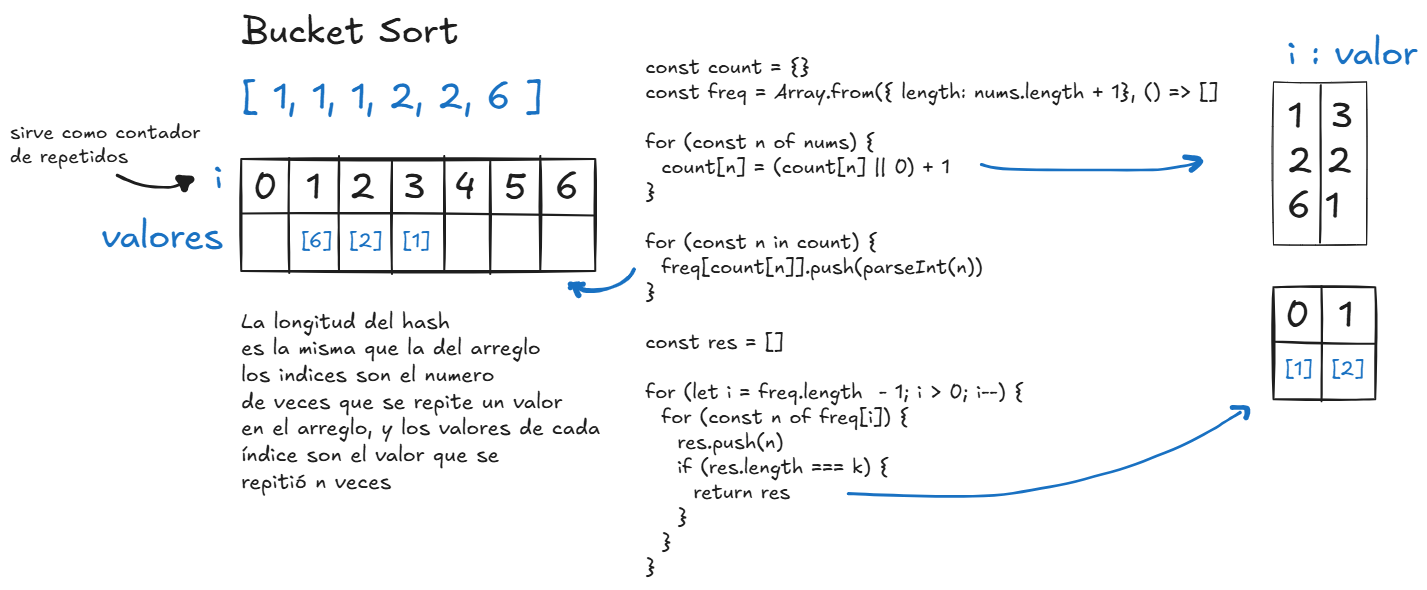 Bucket Sort
[ 1, 1, 1, 2, 2, 6 ]
sirve como contador
de repetidos
i
0 1 2 3 4 5 6
valores
[6] [2] [1]
La longitud del hash
es la misma que la del arreglo
los indices son el numero
de veces que se repite un valor
en el arreglo, y los valores de cada
índice son el valor que se
repitió n veces
const count = {}
const freq = Array.from({ length: nums.length + 1}, () => []
for (const n of nums) {
count[n] = (count[n] || 0) + 1
}
for (const n in count) {
freq[count[n]].push(parseInt(n))
}
const res = []
for (let i = freq.length - 1; i > 0; i--) {
for (const n of freq[i]) {
res.push(n)
if (res.length === k) {
return res
}
}
}
i : valor
1 3
2 2
6 1
0 1
[1] [2]